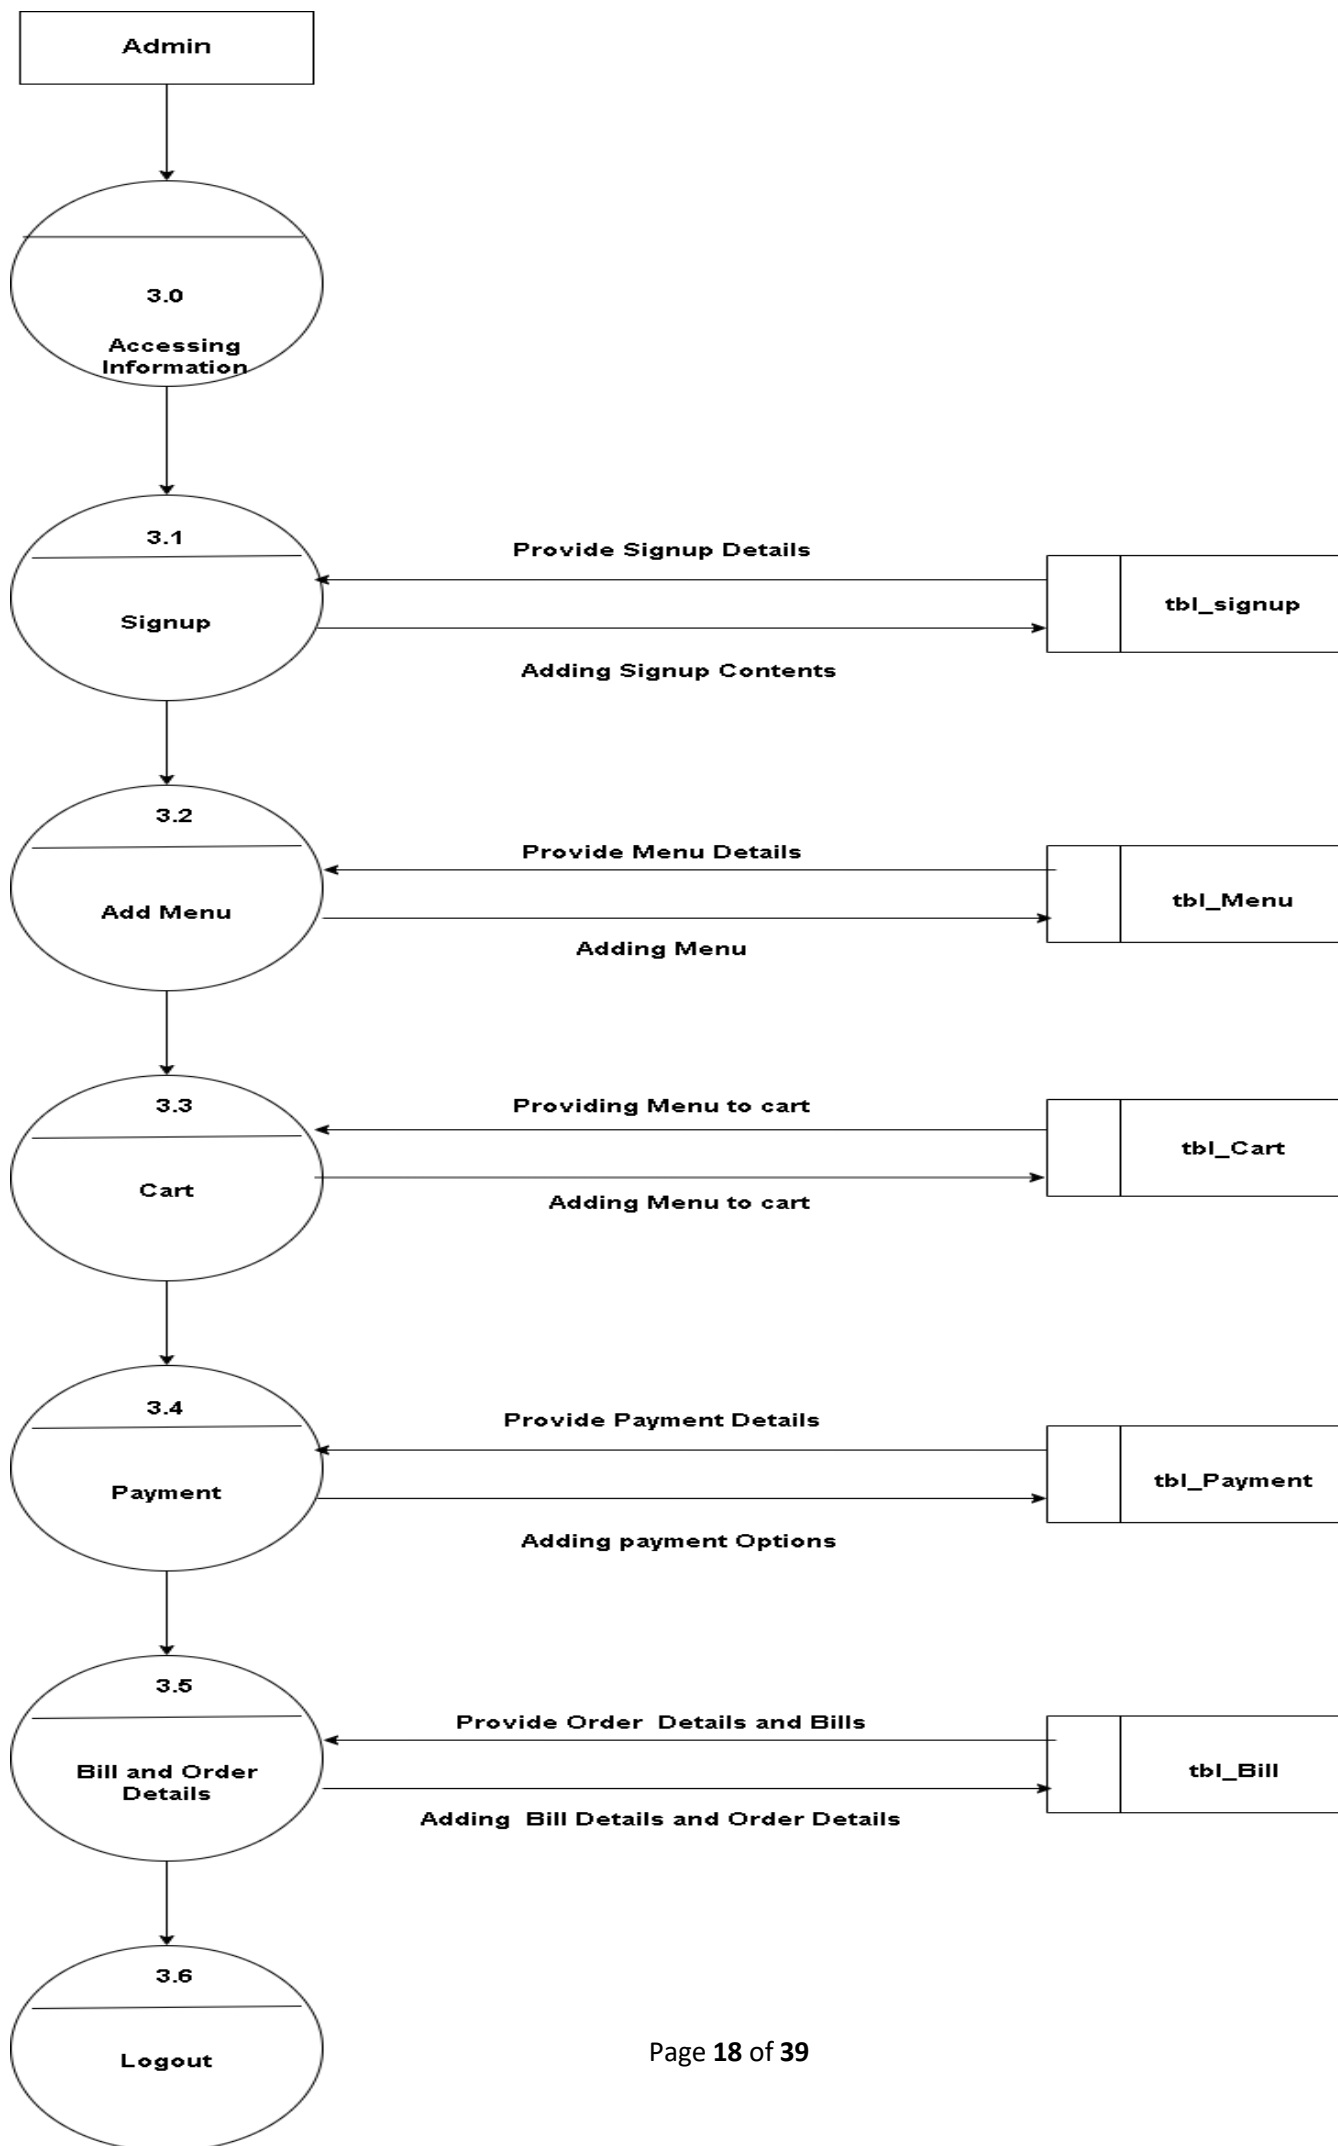 Admin
3.0
Accessing
Information
3.1
Signup
Provide Signup Details
Adding Signup Contents
tbl_signup
3.2
Add Menu
Provide Menu Details
Adding Menu
tbl_Menu
3.3
Cart
Providing Menu to cart
Adding Menu to cart
tbl_Cart
3.4
Payment
Provide Payment Details
Adding payment Options
tbl_Payment
3.5
Bill and Order
Details
Provide Order  Details and Bills
Adding  Bill Details and Order Details
tbl_Bill
3.6
Logout
Page 18 of 39